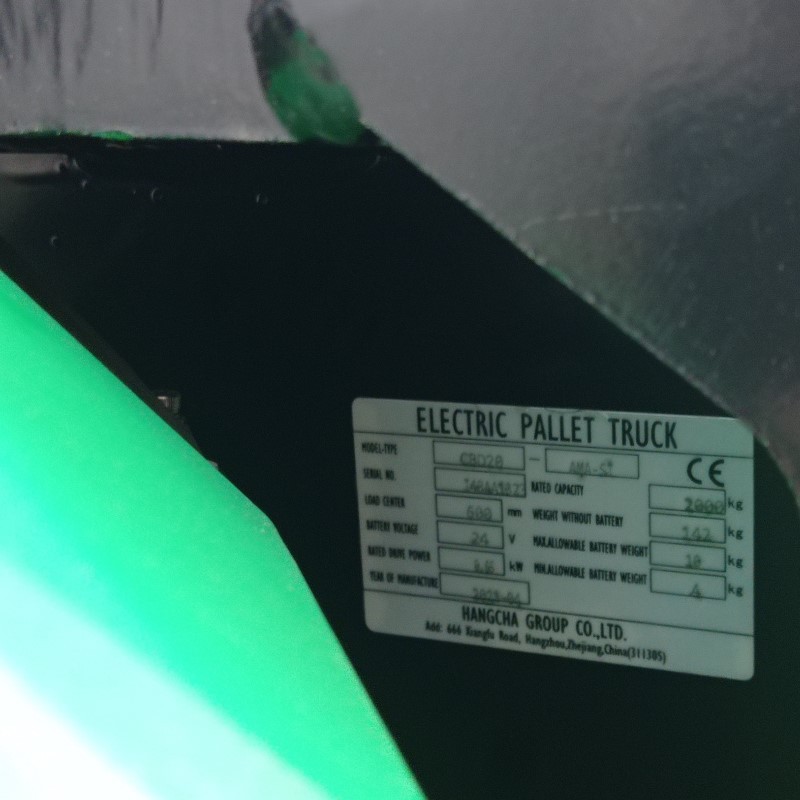 ELECTRIC PALLET TRUCK
MODEL-TYPE CBD20 - AMA-S
CE
SERIAL NO.
RATED CAPACITY 2000 kg
LOAD CENTER 600 mm
WEIGHT WITHOUT BATTERY 142 kg
BATTERY VOLTAGE 24 V
MAX.ALLOWABLE BATTERY WEIGHT 10 kg
RATED DRIVE POWER kW
MIN.ALLOWABLE BATTERY WEIGHT 4 kg
YEAR OF MANUFACTURE
HANGCHA GROUP CO.,LTD.
Add: 666 Xiangfu Road, Hangzhou,Zhejiang,China(311305)